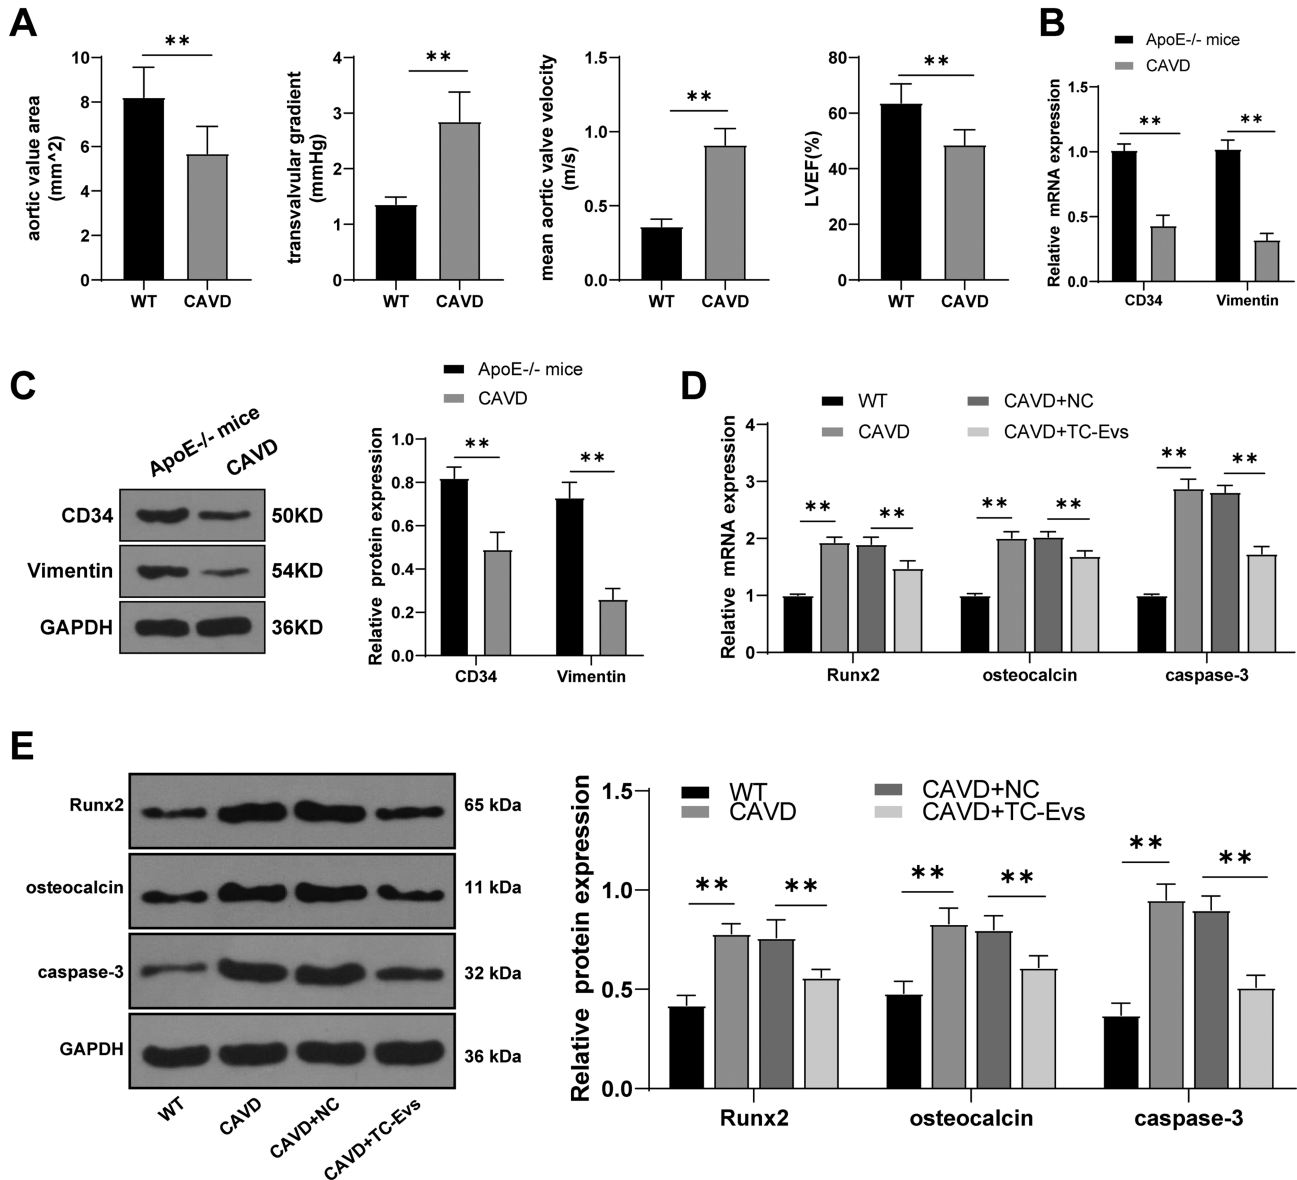 A
aortic value area
(mm^2)
10
8
6
4
2
0
**
WT
CAVD
transvalvular gradient
(mmHg)
4
3
2
1
0
**
WT
CAVD
mean aortic valve velocity
(m/s)
1.5
1.0
0.5
0.0
**
WT
CAVD
LVEF(%)
80
60
40
20
0
**
WT
CAVD
B
ApoE-/- mice
CAVD
Relative mRNA expression
1.5
1.0
0.5
0.0
**
**
CD34
Vimentin
C
ApoE-/- mice
CAVD
CD34
50KD
Vimentin
54KD
GAPDH
36KD
ApoE-/- mice
CAVD
Relative protein expression
1.0
0.8
0.6
0.4
0.2
0.0
**
**
CD34
Vimentin
D
WT
CAVD
CAVD+NC
CAVD+TC-Evs
Relative mRNA expression
4
3
2
1
0
**
**
**
**
**
**
Runx2
osteocalcin
caspase-3
E
Runx2
65 kDa
osteocalcin
11 kDa
caspase-3
32 kDa
GAPDH
36 kDa
WT
CAVD
CAVD+NC
CAVD+TC-Evs
WT
CAVD
CAVD+NC
CAVD+TC-Evs
Relative protein expression
1.5
1.0
0.5
0.0
**
**
**
**
**
**
Runx2
osteocalcin
caspase-3